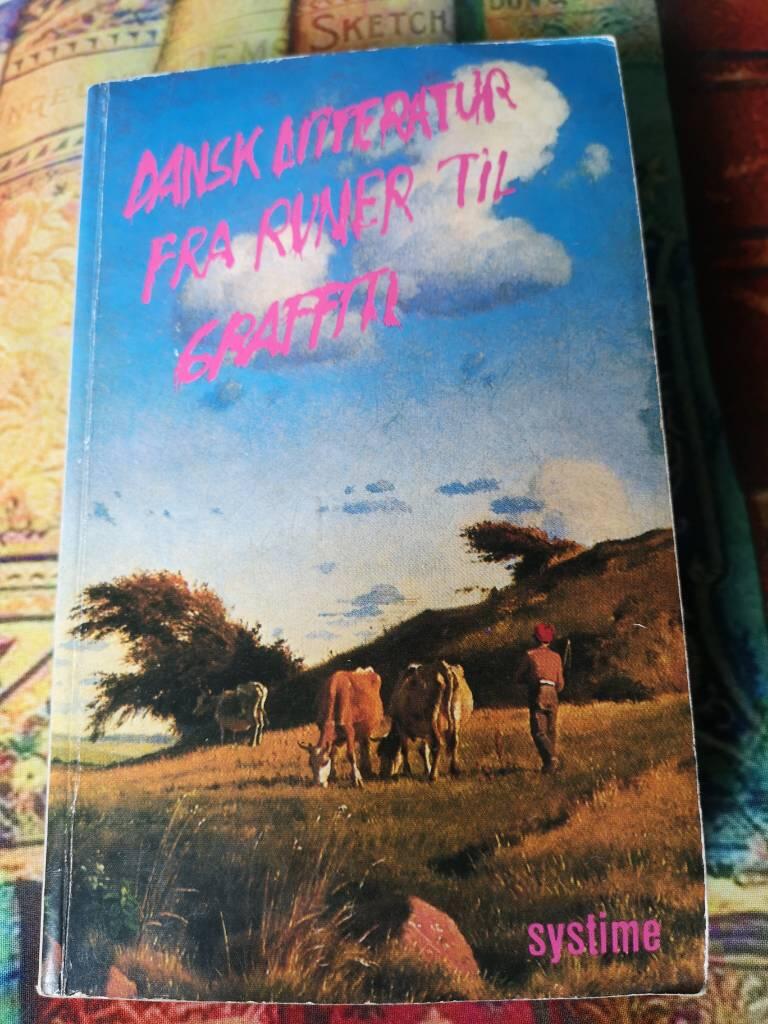 SKETCH
DANSK LITTERATUR
FRA RUNER TIL
GRAFFITI
systime